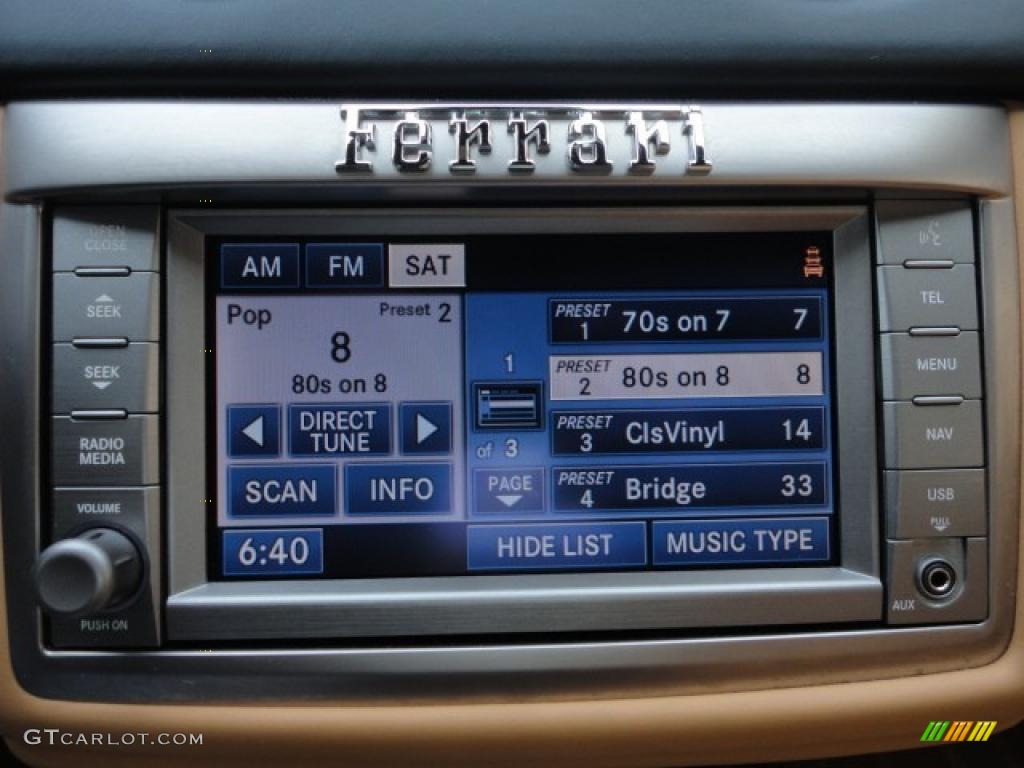 Ferrari
OPEN
CLOSE
SEEK
SEEK
RADIO
MEDIA
VOLUME
PUSH ON
AM FM SAT
Pop Preset 2
8
80s on 8
DIRECT
TUNE
SCAN INFO
6:40
1
of 3
PAGE
PRESET 1 70s on 7 7
PRESET 2 80s on 8 8
PRESET 3 ClsVinyl 14
PRESET 4 Bridge 33
HIDE LIST MUSIC TYPE
TEL
MENU
NAV
USB
PULL
AUX
GTCARLOT.COM